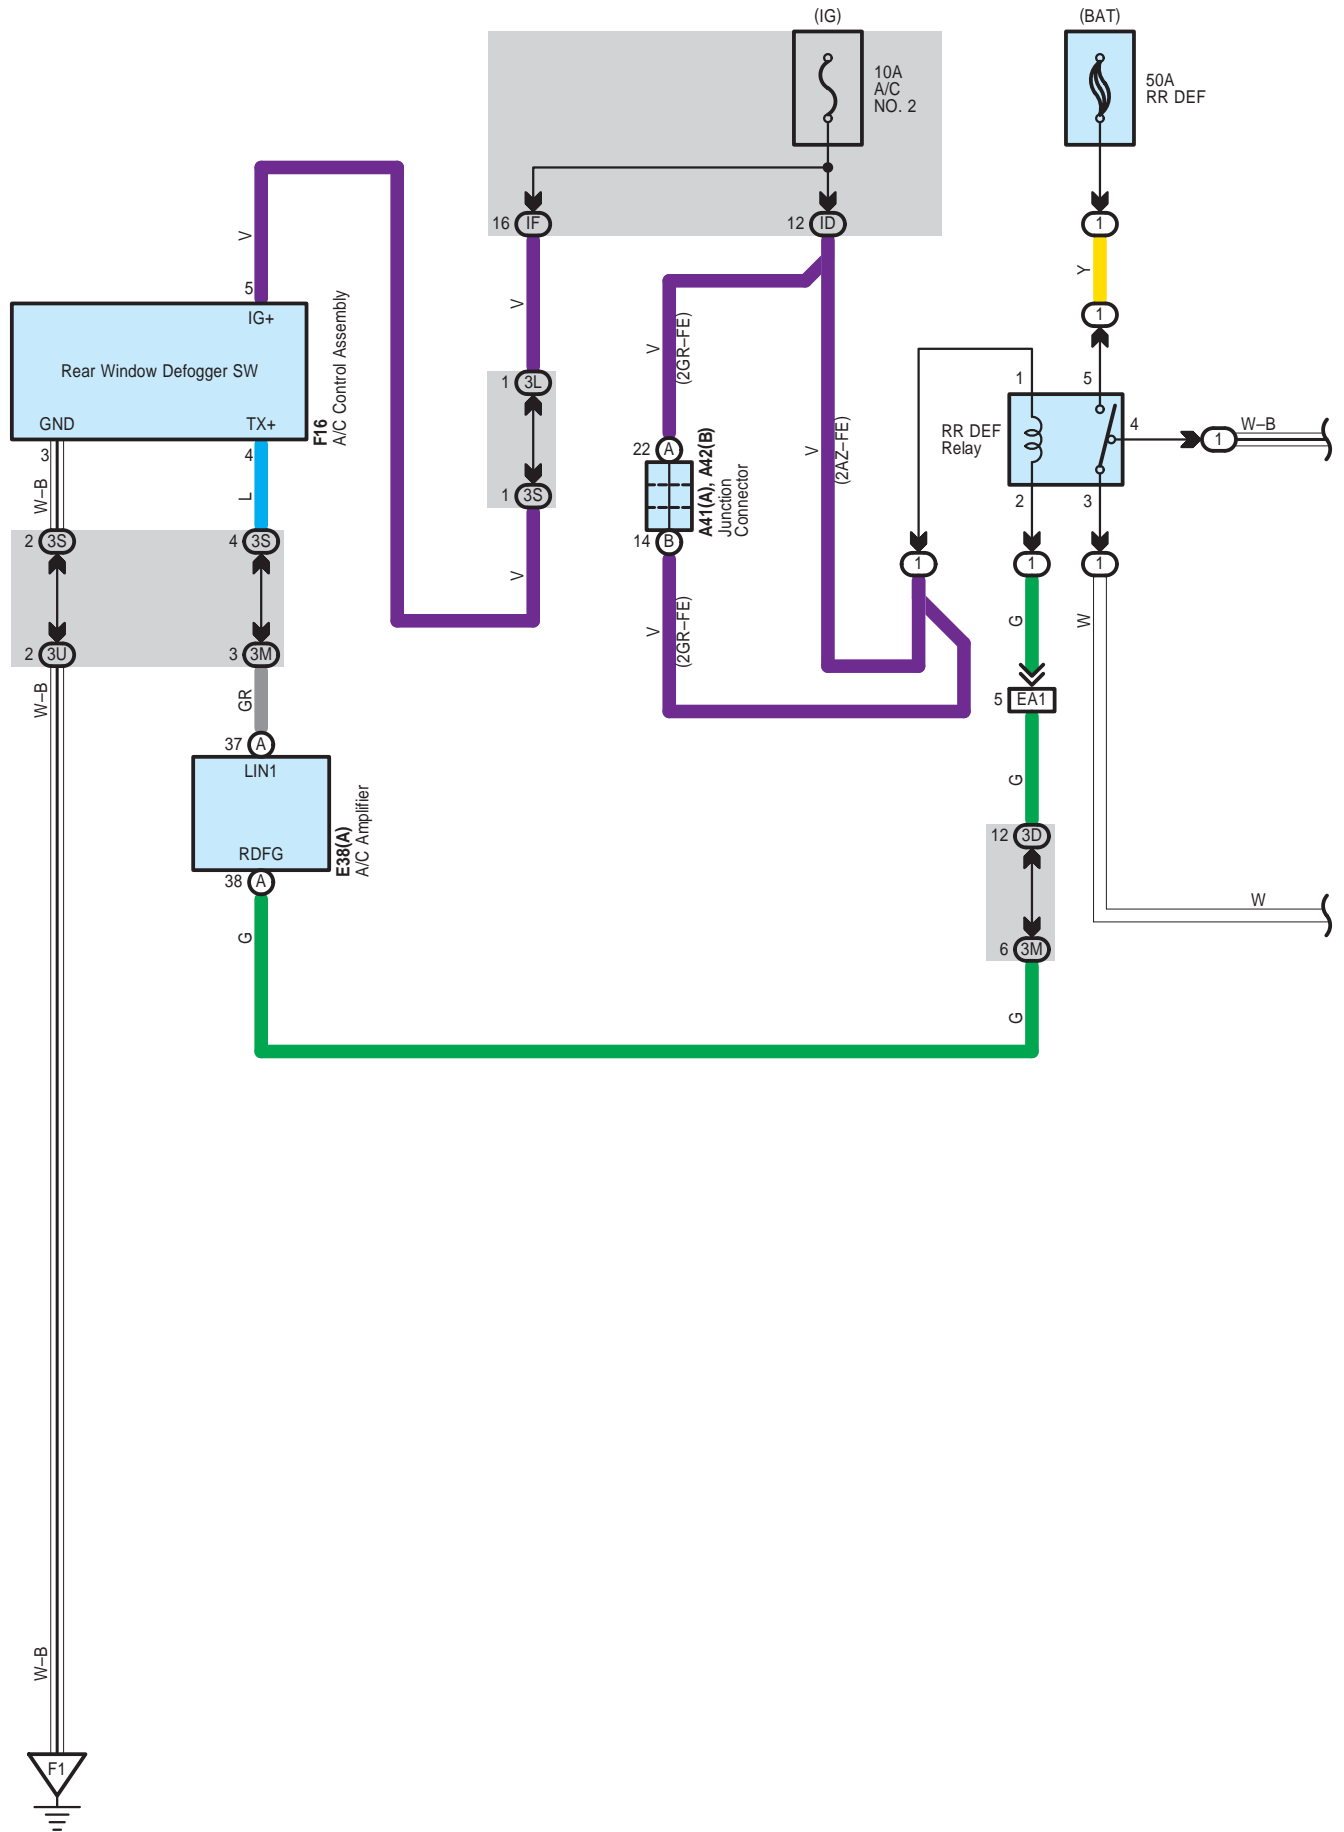 (IG)
(BAT)
10A
A/C
NO. 2
50A
RR DEF
16 IF
12 ID
1
V
5
IG+
Rear Window Defogger SW
GND
TX+
F16
A/C Control Assembly
V
V
(2GR–FE)
Y
1
1 3L
1 3S
V
22 A
A41(A), A42(B)
Junction
Connector
14 B
V
(2GR–FE)
V
(2AZ–FE)
1
5
RR DEF
Relay
4
1
W–B
2
3
1
1
1
3
W–B
4
L
2 3S
4 3S
2 3U
3 3M
W–B
GR
G
W
5 EA1
G
37 A
LIN1
RDFG
E38(A)
A/C Amplifier
38 A
G
12 3D
6 3M
G
W
W–B
F1